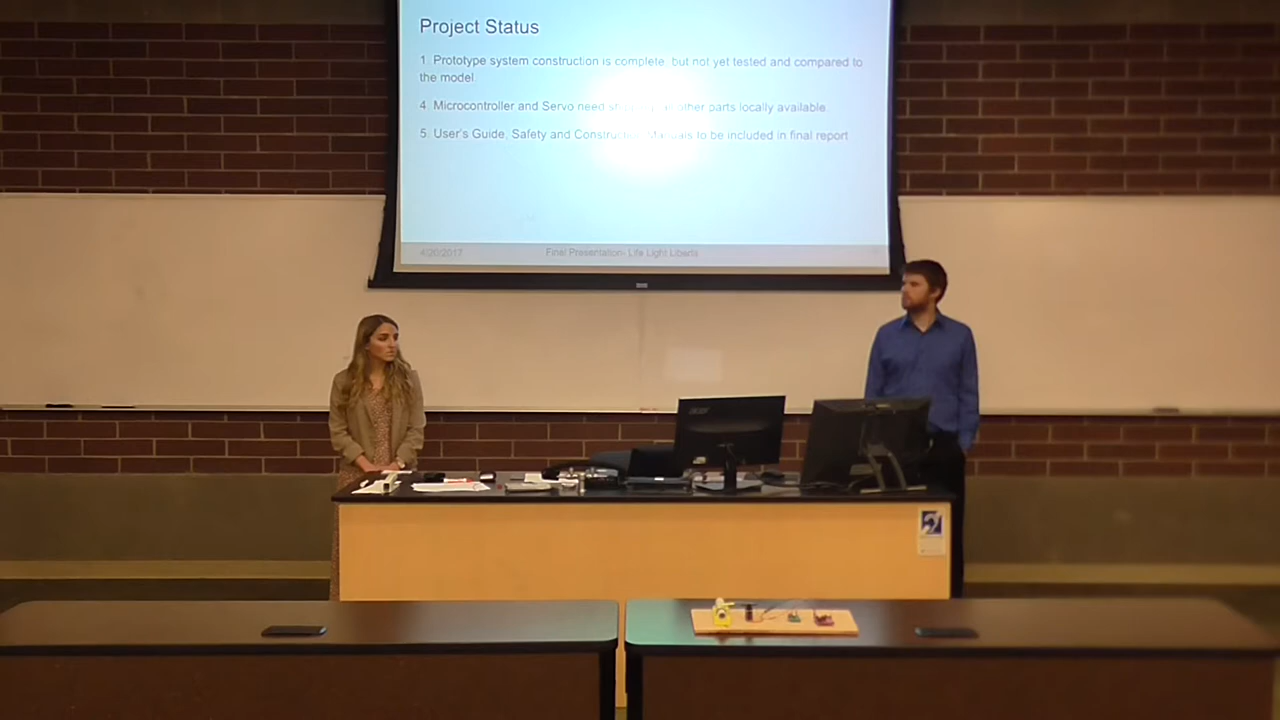 Project Status
1. Prototype system construction is complete, but not yet tested and compared to
the model.
4. Microcontroller and Servo need other parts locally available
5. User's Guide, Safety and to be included in final report
4/20/2017 Final Presentation- Life Light Liberta
acer